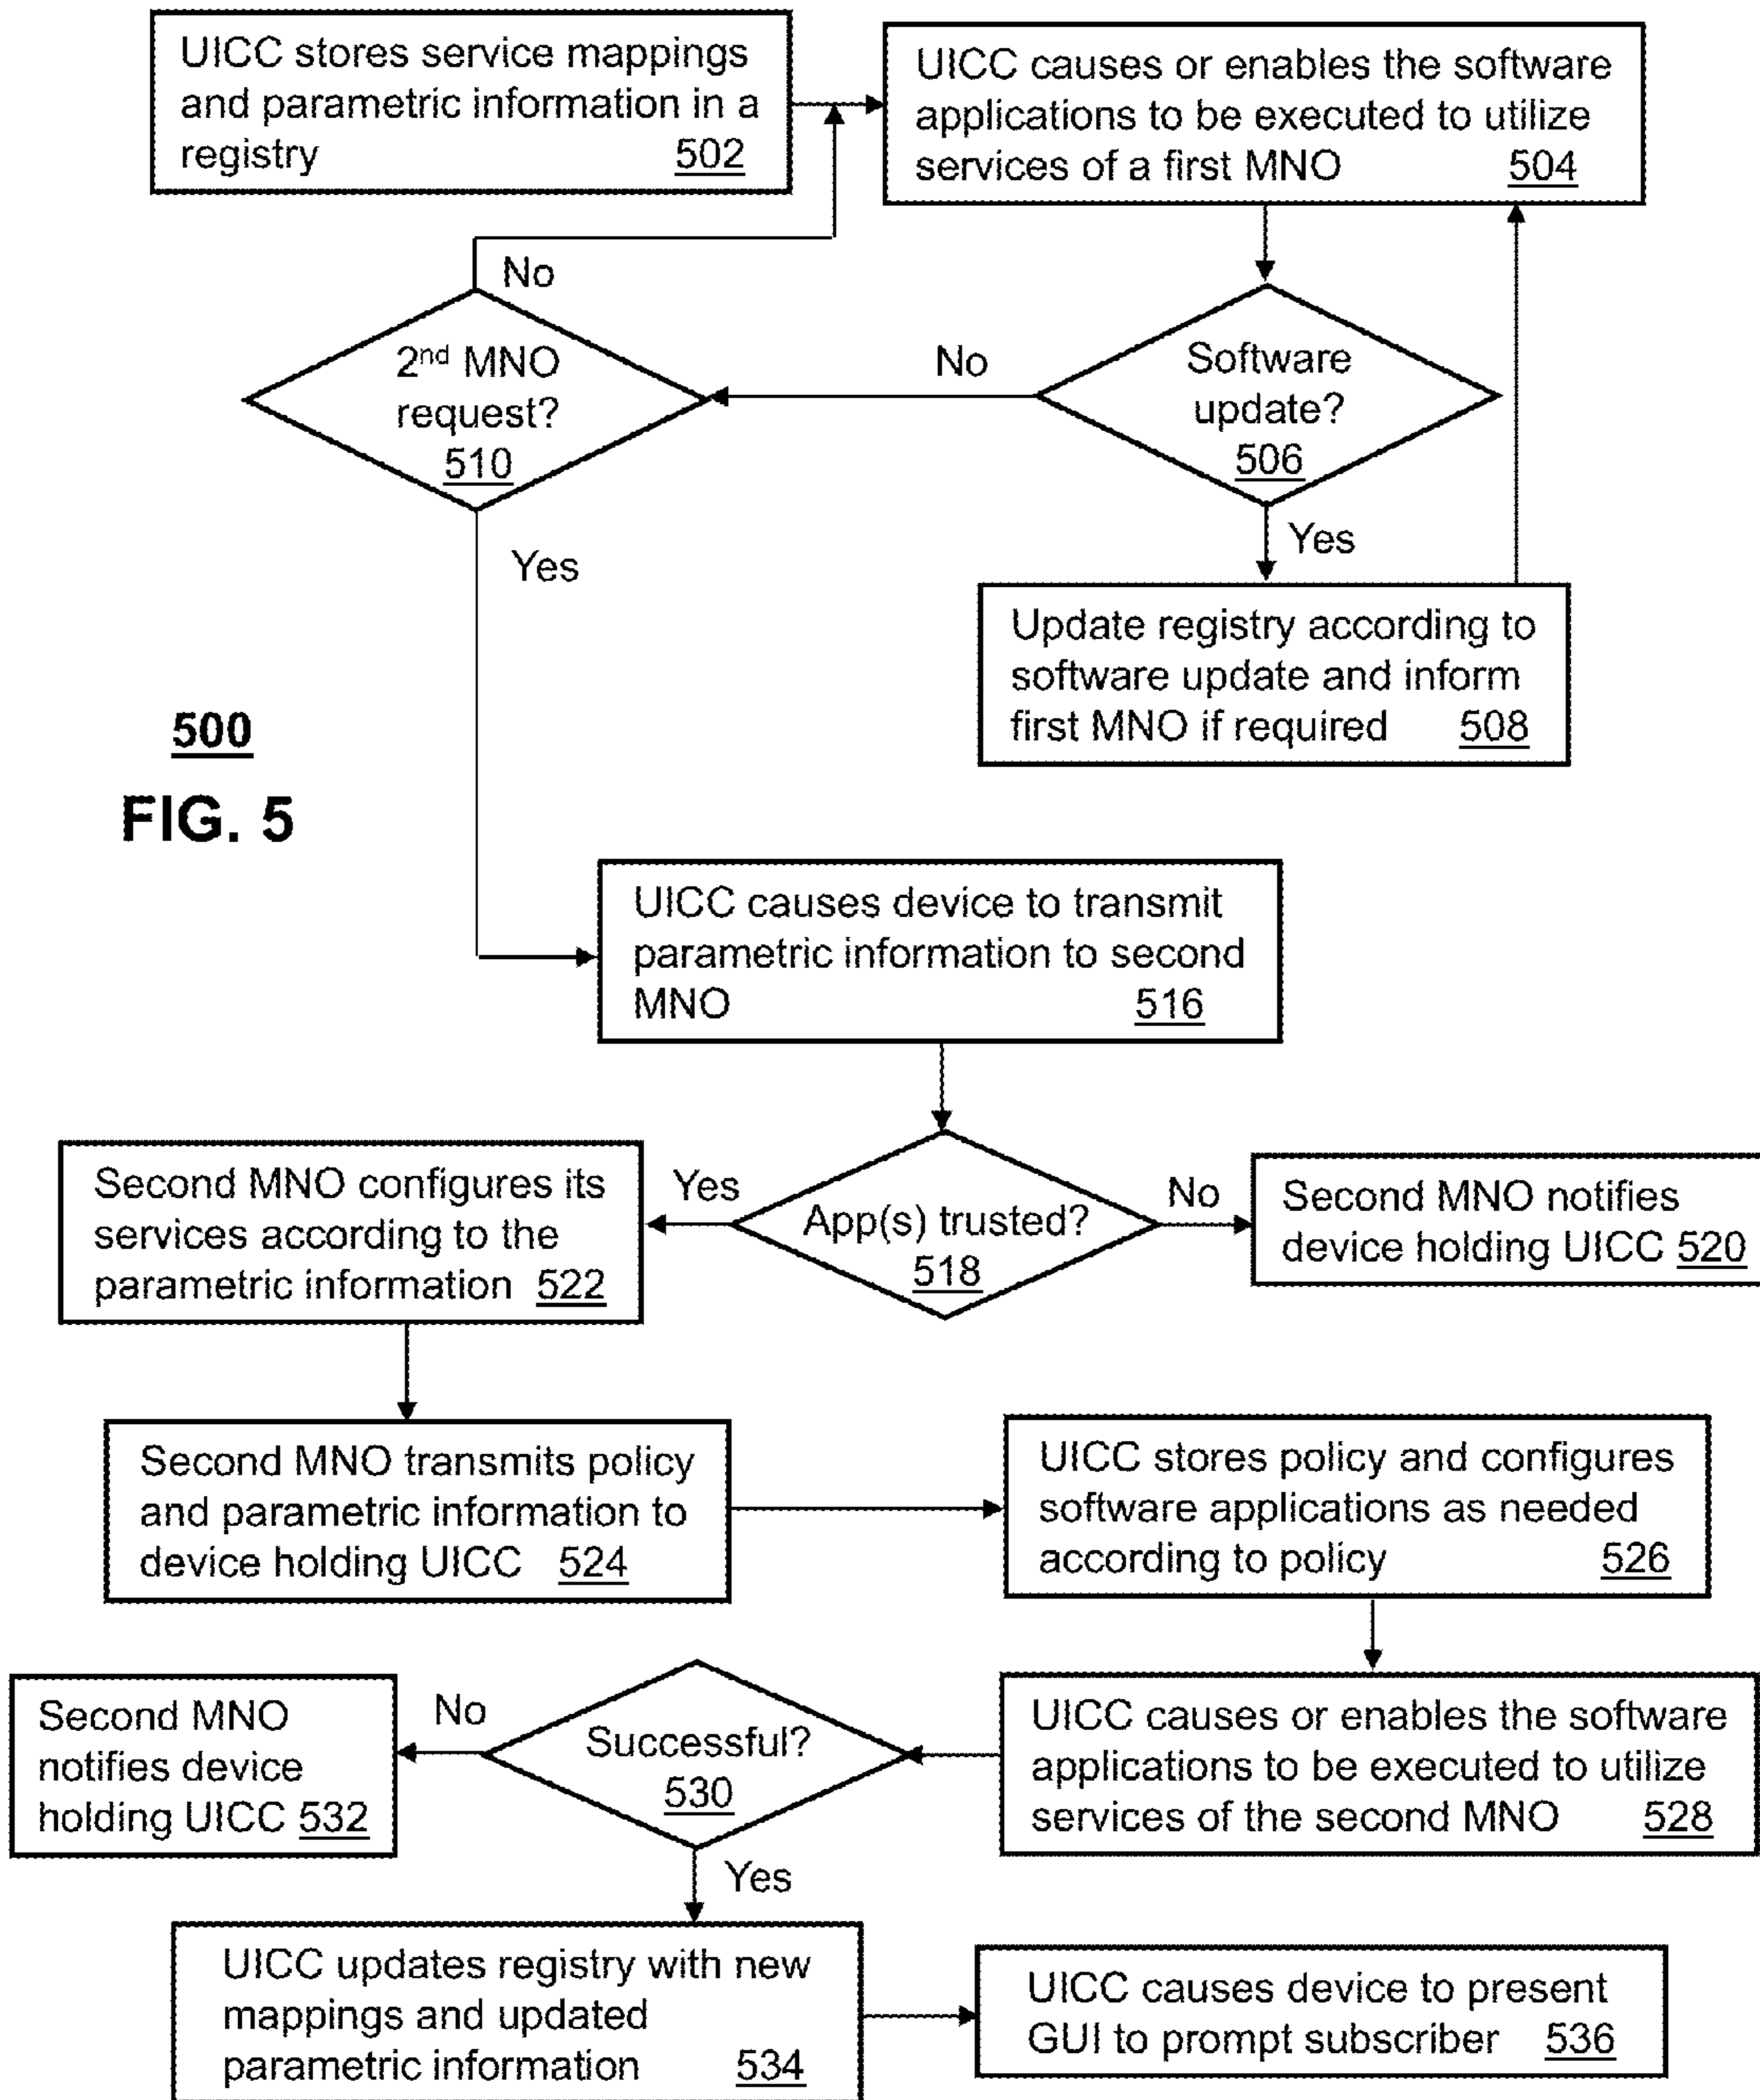 UICC stores service mappings
and parametric information in a
registry 502
UICC causes or enables the software
applications to be executed to utilize
services of a first MNO 504
No
2nd MNO
request?
510
No
Software
update?
506
Yes
Yes
Update registry according to
software update and inform
first MNO if required 508
500
FIG. 5
UICC causes device to transmit
parametric information to second
MNO 516
Second MNO configures its
services according to the
parametric information 522
Yes
App(s) trusted?
518
No
Second MNO notifies
device holding UICC 520
Second MNO transmits policy
and parametric information to
device holding UICC 524
UICC stores policy and configures
software applications as needed
according to policy 526
Second MNO
notifies device
holding UICC 532
No
Successful?
530
UICC causes or enables the software
applications to be executed to utilize
services of the second MNO 528
Yes
UICC updates registry with new
mappings and updated
parametric information 534
UICC causes device to present
GUI to prompt subscriber 536